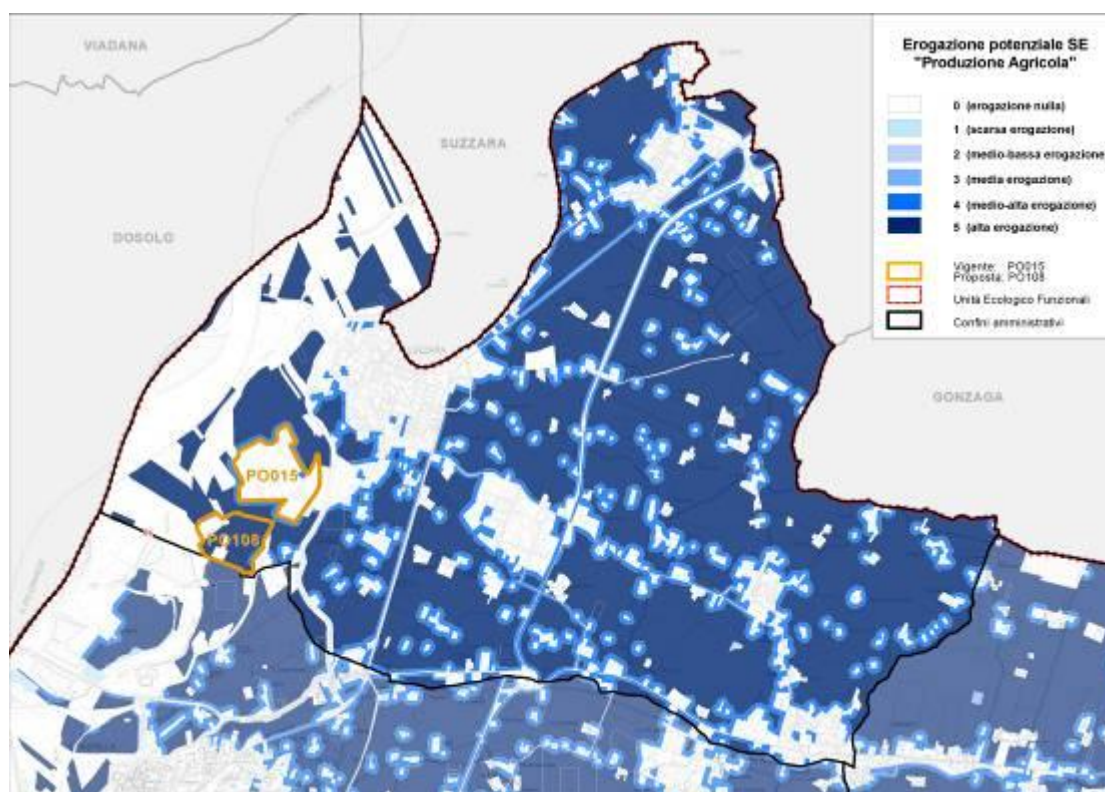 VIADANA
SUZZARA
DOSOLO
GONZAGA
LUZZARA
PO015
PO108
Erogazione potenziale SE
"Produzione Agricola"
0 (erogazione nulla)
1 (scarsa erogazione)
2 (medio-bassa erogazione
3 (media erogazione)
4 (medio-alta erogazione)
5 (alta erogazione)
Vigente: PO015
Proposta: PO108
Unità Ecologico Funzionali
Confini amministrativi